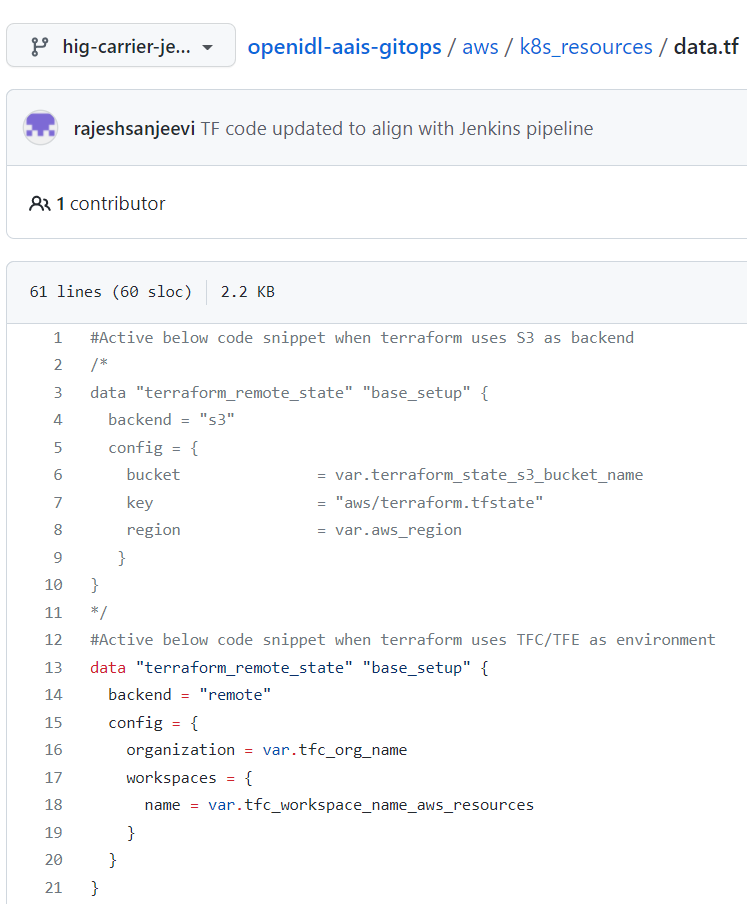 hig-carrier-je... openidl-aais-gitops / aws / k8s_resources / data.tf
rajeshsanjeevi TF code updated to align with Jenkins pipeline
1 contributor
61 lines (60 sloc) 2.2 KB
1 #Active below code snippet when terraform uses S3 as backend
2 /*
3 data "terraform_remote_state" "base_setup" {
4   backend = "s3"
5   config = {
6     bucket               = var.terraform_state_s3_bucket_name
7     key                  = "aws/terraform.tfstate"
8     region               = var.aws_region
9    }
10 }
11 */
12 #Active below code snippet when terraform uses TFC/TFE as environment
13 data "terraform_remote_state" "base_setup" {
14   backend = "remote"
15   config = {
16     organization = var.tfc_org_name
17     workspaces = {
18       name = var.tfc_workspace_name_aws_resources
19     }
20   }
21 }